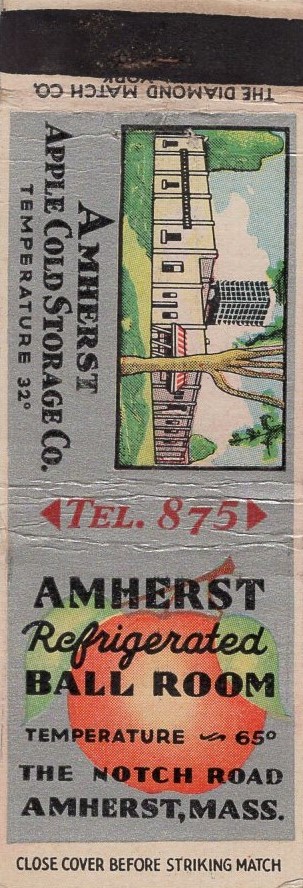 THE DIAMOND MATCH CO.
YORK
AMHERST
APPLE COLD STORAGE CO.
TEMPERATURE 32°
TEL. 875
AMHERST
Refrigerated
BALL ROOM
TEMPERATURE 65°
THE NOTCH ROAD
AMHERST, MASS.
CLOSE COVER BEFORE STRIKING MATCH